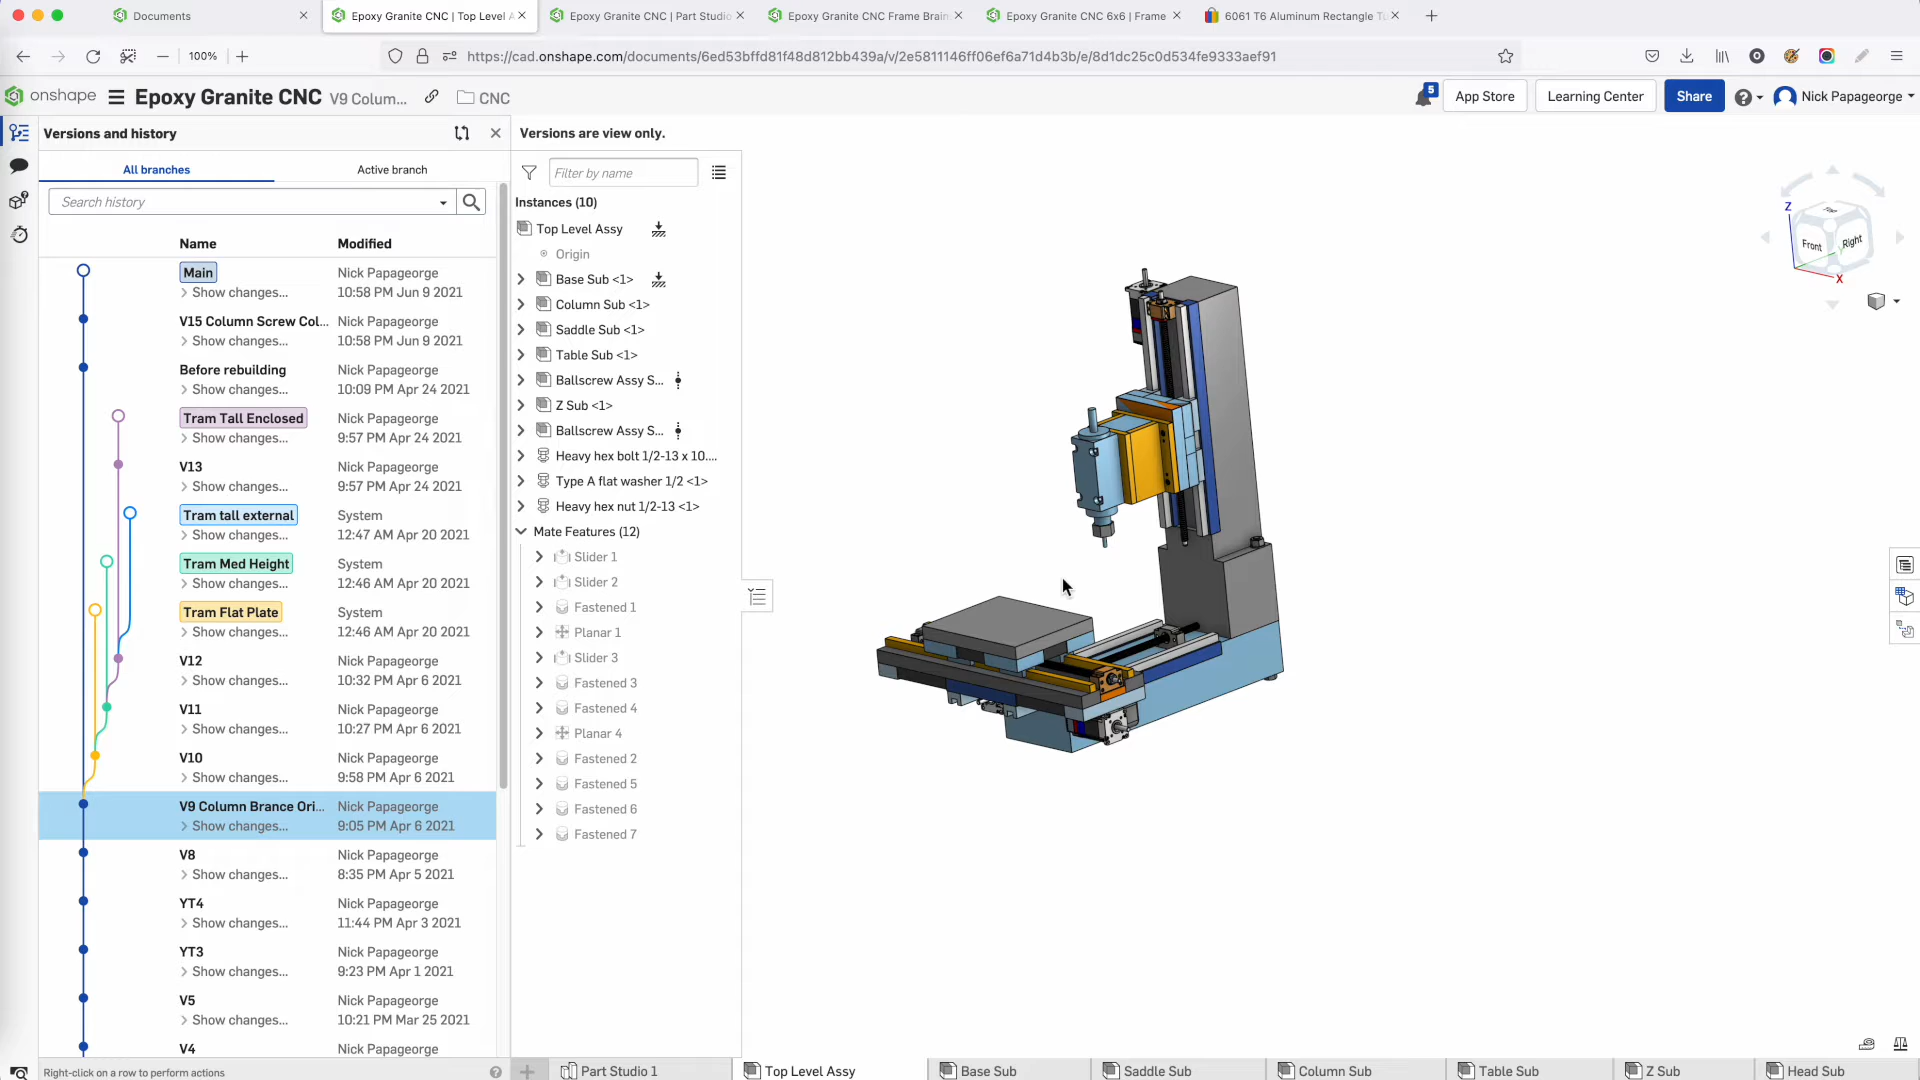 Documents
Epoxy Granite CNC | Top Level A
Epoxy Granite CNC | Part Studio
Epoxy Granite CNC Frame Brain
Epoxy Granite CNC 6x6 | Frame
6061 T6 Aluminum Rectangle Tu
100%
https://cad.onshape.com/documents/6ed53bffd81f48d812bb439a/v/2e5811146ff06ef6a71d4b3b/e/8d1dc25c0d534fe9333aef91
onshape
Epoxy Granite CNC
V9 Colum...
CNC
5
App Store
Learning Center
Share
Nick Papageorge
Versions and history
Versions are view only.
All branches
Active branch
Search history
Name
Modified
Main
Nick Papageorge
Show changes...
10:58 PM Jun 9 2021
V15 Column Screw Col...
Nick Papageorge
Show changes...
10:58 PM Jun 9 2021
Before rebuilding
Nick Papageorge
Show changes...
10:09 PM Apr 24 2021
Tram Tall Enclosed
Nick Papageorge
Show changes...
9:57 PM Apr 24 2021
V13
Nick Papageorge
Show changes...
9:57 PM Apr 24 2021
Tram tall external
System
Show changes...
12:47 AM Apr 20 2021
Tram Med Height
System
Show changes...
12:46 AM Apr 20 2021
Tram Flat Plate
System
Show changes...
12:46 AM Apr 20 2021
V12
Nick Papageorge
Show changes...
10:32 PM Apr 6 2021
V11
Nick Papageorge
Show changes...
10:27 PM Apr 6 2021
V10
Nick Papageorge
Show changes...
9:58 PM Apr 6 2021
V9 Column Brance Ori...
Nick Papageorge
Show changes...
9:05 PM Apr 6 2021
V8
Nick Papageorge
Show changes...
8:35 PM Apr 5 2021
YT4
Nick Papageorge
Show changes...
11:44 PM Apr 3 2021
YT3
Nick Papageorge
Show changes...
9:23 PM Apr 1 2021
V5
Nick Papageorge
Show changes...
10:21 PM Mar 25 2021
V4
Nick Papageorge
Right-click on a row to perform actions
Filter by name
Instances (10)
Top Level Assy
Origin
Base Sub <1>
Column Sub <1>
Saddle Sub <1>
Table Sub <1>
Ballscrew Assy S...
Z Sub <1>
Ballscrew Assy S...
Heavy hex bolt 1/2-13 x 10....
Type A flat washer 1/2 <1>
Heavy hex nut 1/2-13 <1>
Mate Features (12)
Slider 1
Slider 2
Fastened 1
Planar 1
Slider 3
Fastened 3
Fastened 4
Planar 4
Fastened 2
Fastened 5
Fastened 6
Fastened 7
Z
Top
Front
Right
X
Part Studio 1
Top Level Assy
Base Sub
Saddle Sub
Column Sub
Table Sub
Z Sub
Head Sub